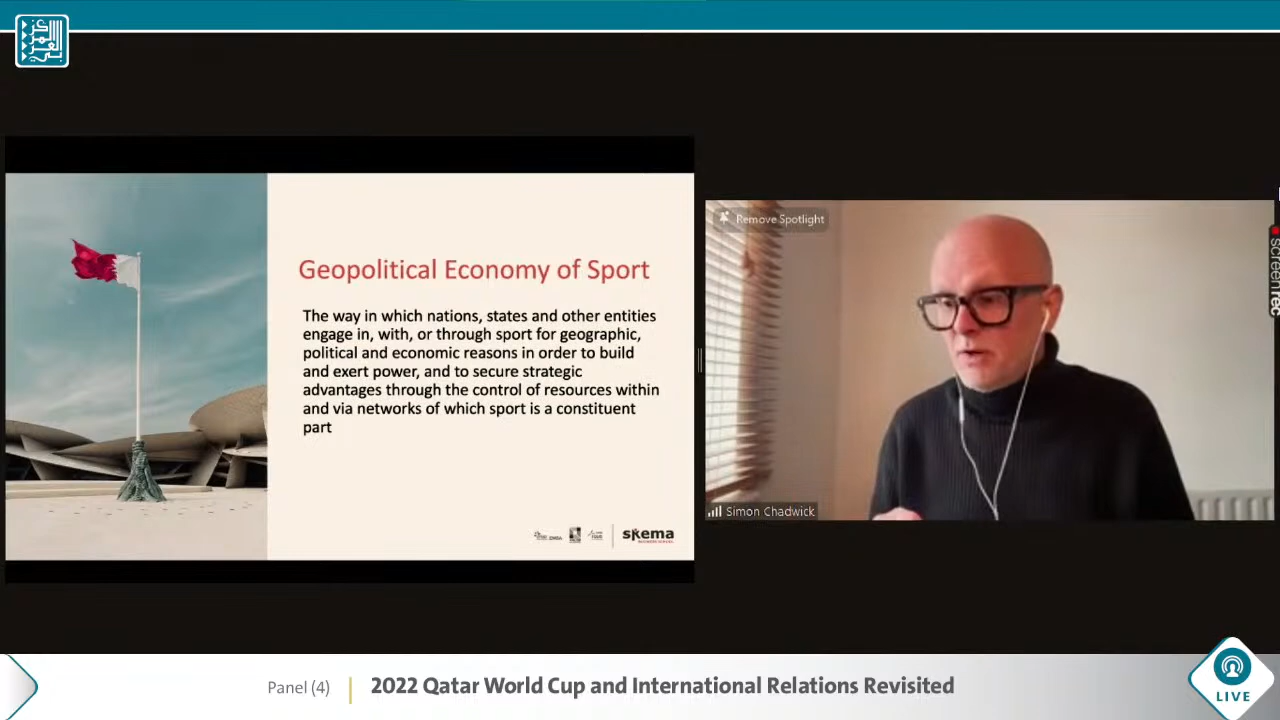 المركز
العربي
Geopolitical Economy of Sport
The way in which nations, states and other entities
engage in, with, or through sport for geographic,
political and economic reasons in order to build
and exert power, and to secure strategic
advantages through the control of resources within
and via networks of which sport is a constituent
part
skema
Remove Spotlight
Simon Chadwick
screenrec
Panel (4)
2022 Qatar World Cup and International Relations Revisited
LIVE